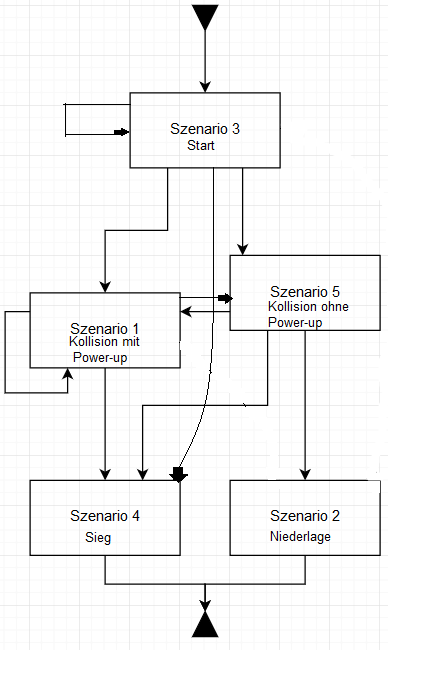 Szenario 3
Start
Szenario 5
Kollision ohne
Power-up
Szenario 1
Kollision mit
Power-up
Szenario 4
Sieg
Szenario 2
Niederlage